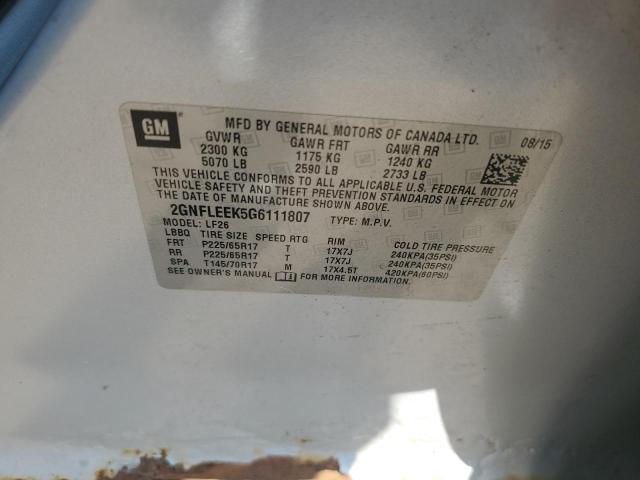 GM
MFD BY GENERAL MOTORS OF CANADA LTD.
08/15
GVWR GAWR FRT GAWR RR
2300 KG 1175 KG 1240 KG
5070 LB 2590 LB 2733 LB
THIS VEHICLE CONFORMS TO ALL APPLICABLE U.S. FEDERAL MOTOR
VEHICLE SAFETY AND THEFT PREVENTION STANDARDS IN EFFECT ON
THE DATE OF MANUFACTURE SHOWN ABOVE.
2GNFLEEK5G6111807 TYPE: M.P.V.
MODEL: LF26
LBBQ TIRE SIZE SPEED RTG RIM COLD TIRE PRESSURE
FRT P225/65R17 T 17X7J 240KPA(35PSI)
RR P225/65R17 T 17X7J 240KPA(35PSI)
SPA T145/70R17 M 17X4.5T 420KPA(60PSI)
SEE OWNER'S MANUAL FOR MORE INFORMATION.